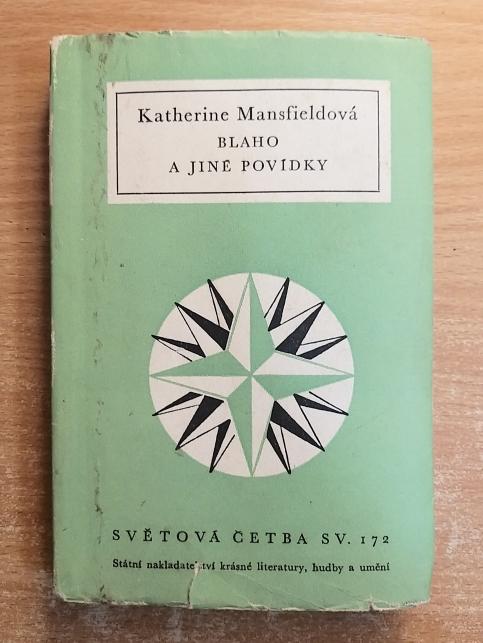 Katherine Mansfieldová
BLAHO
A JINÉ POVÍDKY
SVĚTOVÁ ČETBA SV. 172
Státní nakladatelství krásné literatury, hudby a umění